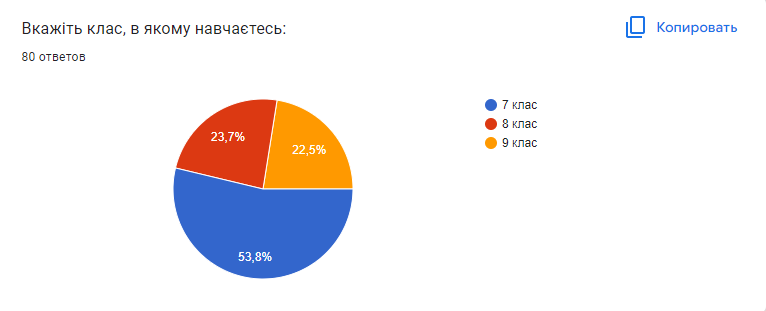 Вкажіть клас, в якому навчаєтесь:
Копировать
80 ответов
7 клас
8 клас
9 клас
23,7%
22,5%
53,8%